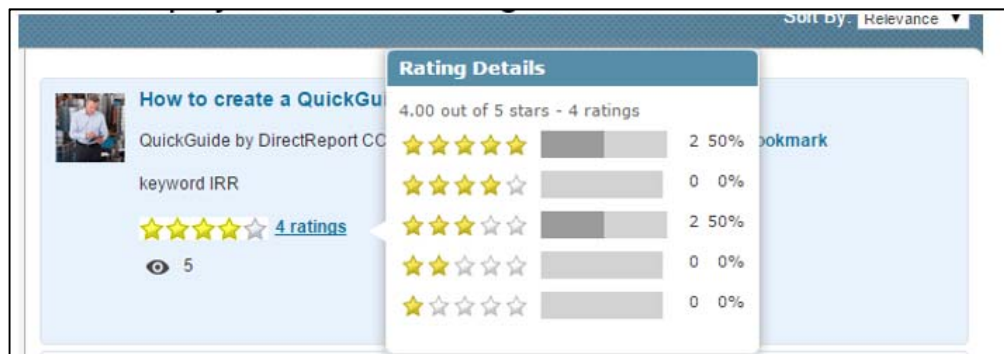 Sort By: Relevance
Rating Details
How to create a QuickGui
4.00 out of 5 stars - 4 ratings
QuickGuide by DirectReport CC
2 50%
ookmark
0 0%
keyword IRR
2 50%
4 ratings
0 0%
5
0 0%